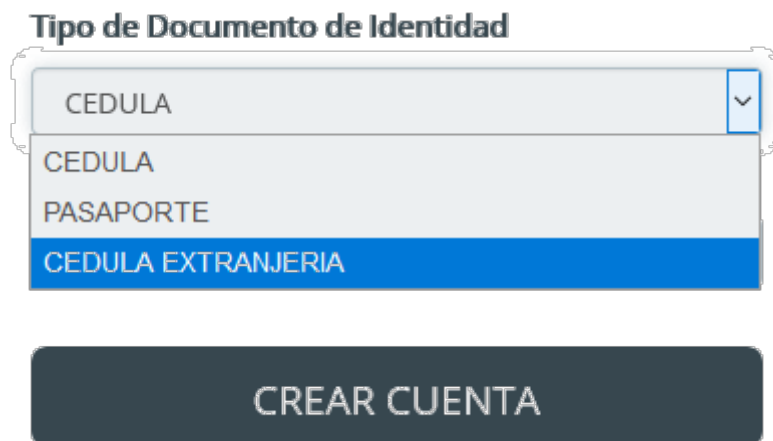 Tipo de Documento de Identidad
CEDULA
CEDULA
PASAPORTE
CEDULA EXTRANJERIA
CREAR CUENTA